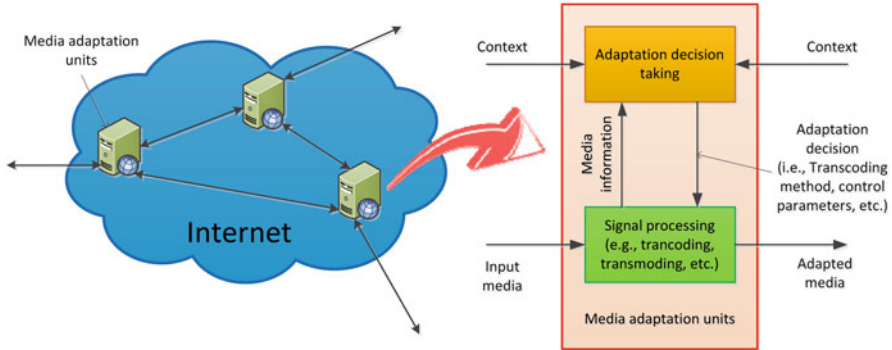 Media adaptation
units
Internet
Context
Adaptation decision
taking
Context
Media
information
Adaptation
decision
(i.e., Transcoding
method, control
parameters, etc.)
Signal processing
(e.g., trancoding,
transmoding, etc.)
Input
media
Adapted
media
Media adaptation units